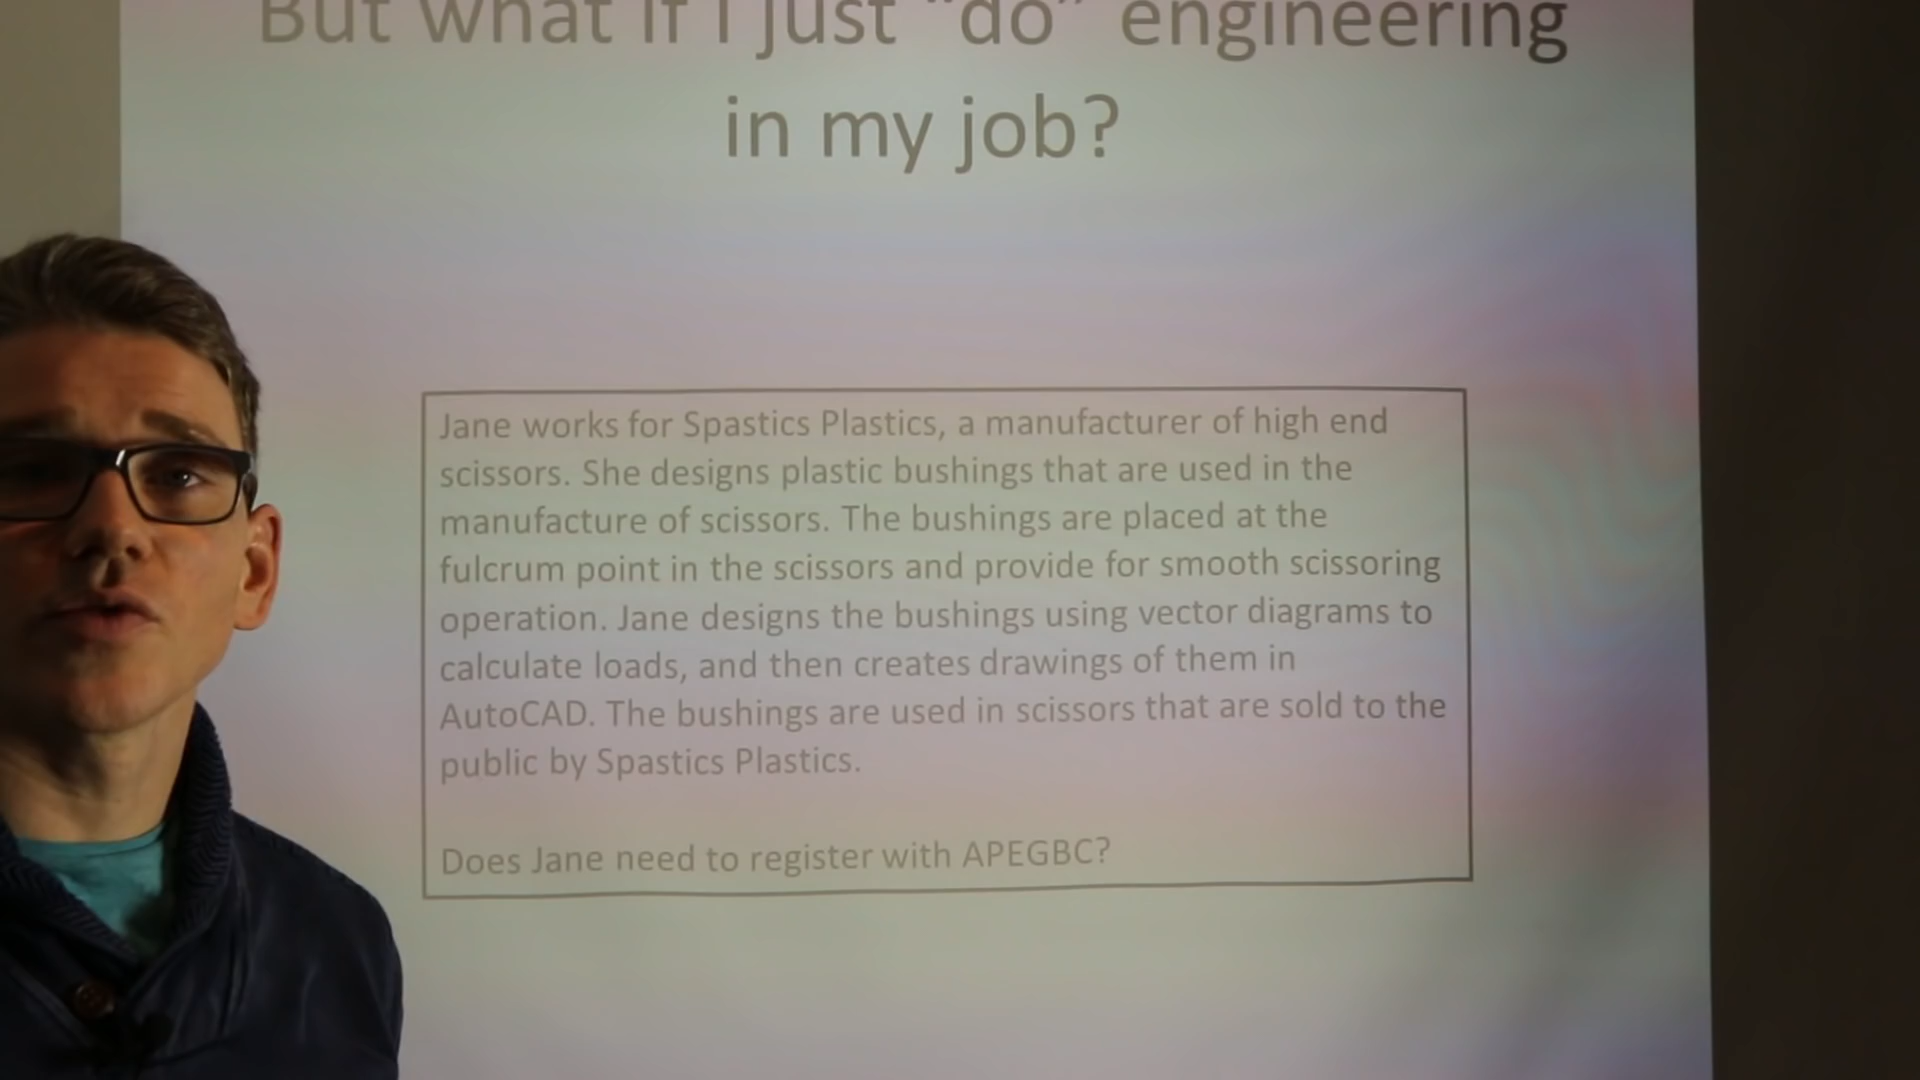 But what if I just "do" engineering
in my job?
Jane works for Spastics Plastics, a manufacturer of high end
scissors. She designs plastic bushings that are used in the
manufacture of scissors. The bushings are placed at the
fulcrum point in the scissors and provide for smooth scissoring
operation. Jane designs the bushings using vector diagrams to
calculate loads, and then creates drawings of them in
AutoCAD. The bushings are used in scissors that are sold to the
public by Spastics Plastics.
Does Jane need to register with APEGBC?